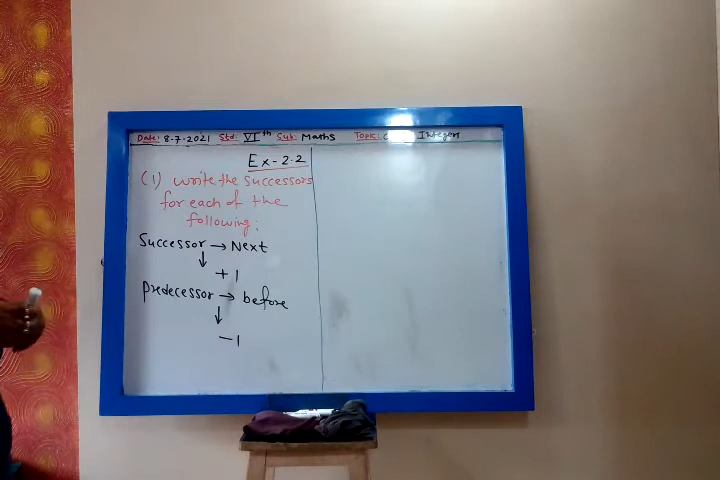 Date: 8-7-2021 Std: VIth Sub: Maths Topic: Integers
Ex-2.2
(1) write the successors
for each of the
following:
Successor → Next
↓
+1
predecessor → before
↓
-1